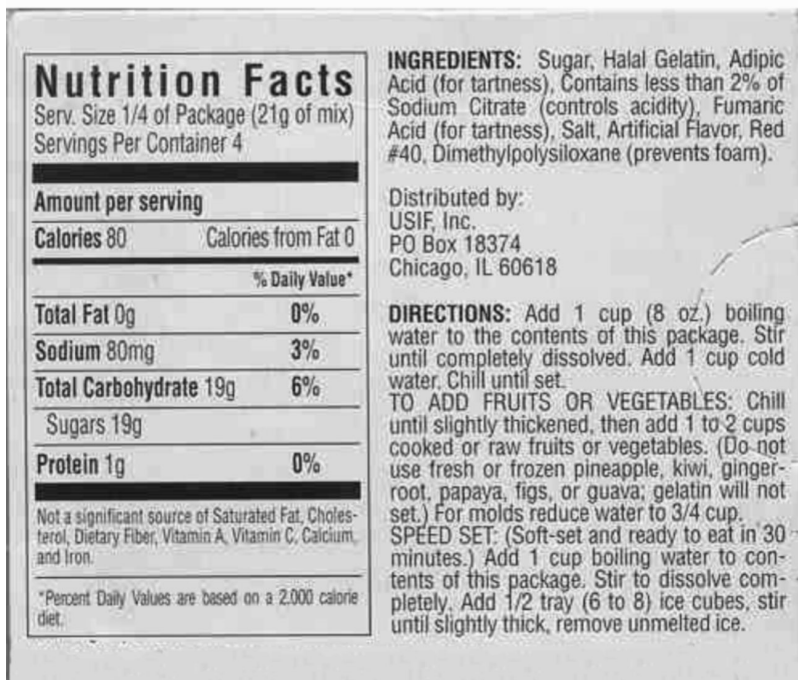 Nutrition Facts
Serv. Size 1/4 of Package (21g of mix)
Servings Per Container 4
Amount per serving
Calories 80 Calories from Fat 0
% Daily Value*
Total Fat 0g 0%
Sodium 80mg 3%
Total Carbohydrate 19g 6%
Sugars 19g
Protein 1g 0%
Not a significant source of Saturated Fat, Choles-
terol, Dietary Fiber, Vitamin A, Vitamin C, Calcium,
and Iron.
*Percent Daily Values are based on a 2,000 calorie
diet.
INGREDIENTS: Sugar, Halal Gelatin, Adipic
Acid (for tartness), Contains less than 2% of
Sodium Citrate (controls acidity), Fumaric
Acid (for tartness), Salt, Artificial Flavor, Red
#40, Dimethylpolysiloxane (prevents foam).
Distributed by:
USIF, Inc.
PO Box 18374
Chicago, IL 60618
DIRECTIONS: Add 1 cup (8 oz.) boiling
water to the contents of this package. Stir
until completely dissolved. Add 1 cup cold
water. Chill until set.
TO ADD FRUITS OR VEGETABLES: Chill
until slightly thickened, then add 1 to 2 cups
cooked or raw fruits or vegetables. (Do not
use fresh or frozen pineapple, kiwi, ginger-
root, papaya, figs, or guava; gelatin will not
set.) For molds reduce water to 3/4 cup.
SPEED SET: (Soft-set and ready to eat in 30
minutes.) Add 1 cup boiling water to con-
tents of this package. Stir to dissolve com-
pletely. Add 1/2 tray (6 to 8) ice cubes, stir
until slightly thick, remove unmelted ice.